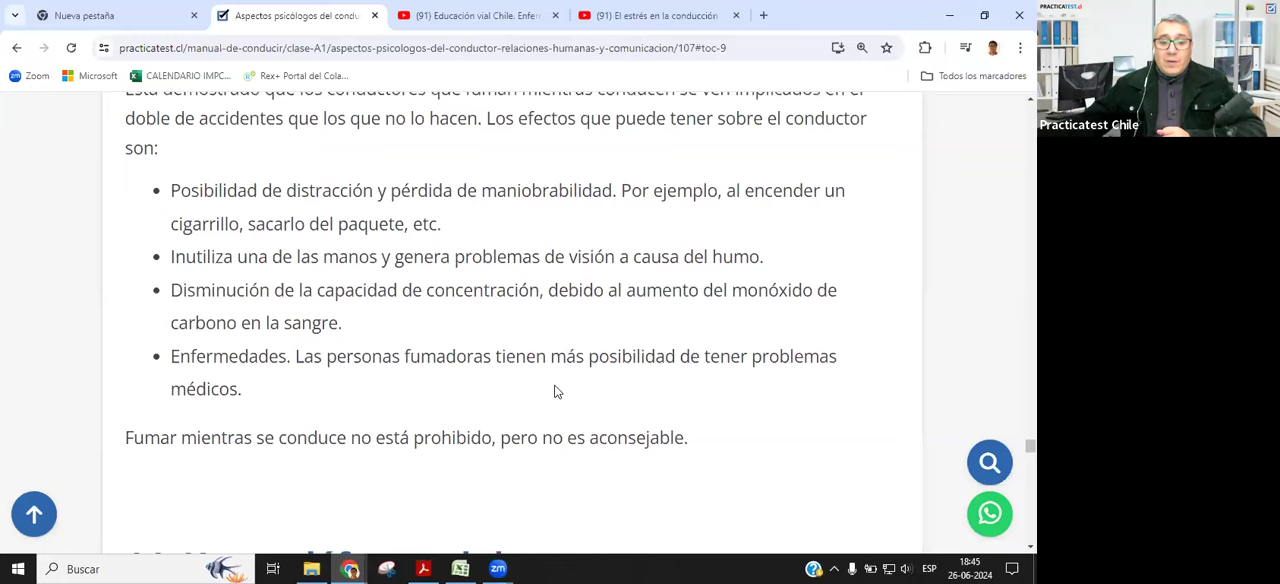 Nueva pestaña
Aspectos psicologos del con
(91) Educación vial Chile: Enfer
(91) El estrés en la conducción
practicatest.cl/manual-de-conducir/clase-A1/aspectos-psicologos-del-conductor-relaciones-humanas-y-comunicacion/107#toc-9
Zoom
Microsoft
CALENDARIO MIPC...
Rex+ Portal del Cola...
Todos los marcadores
doble de accidentes que los que no lo hacen. Los efectos que puede tener sobre el conductor
son:
• Posibilidad de distracción y pérdida de maniobrabilidad. Por ejemplo, al encender un
cigarrillo, sacarlo del paquete, etc.
• Inutiliza una de las manos y genera problemas de visión a causa del humo.
• Disminución de la capacidad de concentración, debido al aumento del monóxido de
carbono en la sangre.
• Enfermedades. Las personas fumadoras tienen más posibilidad de tener problemas
médicos.
Fumar mientras se conduce no está prohibido, pero no es aconsejable.
PRACTICATEST.cl
Practicatest Chile
Buscar
zm
ESP
18:45
26-06-2024